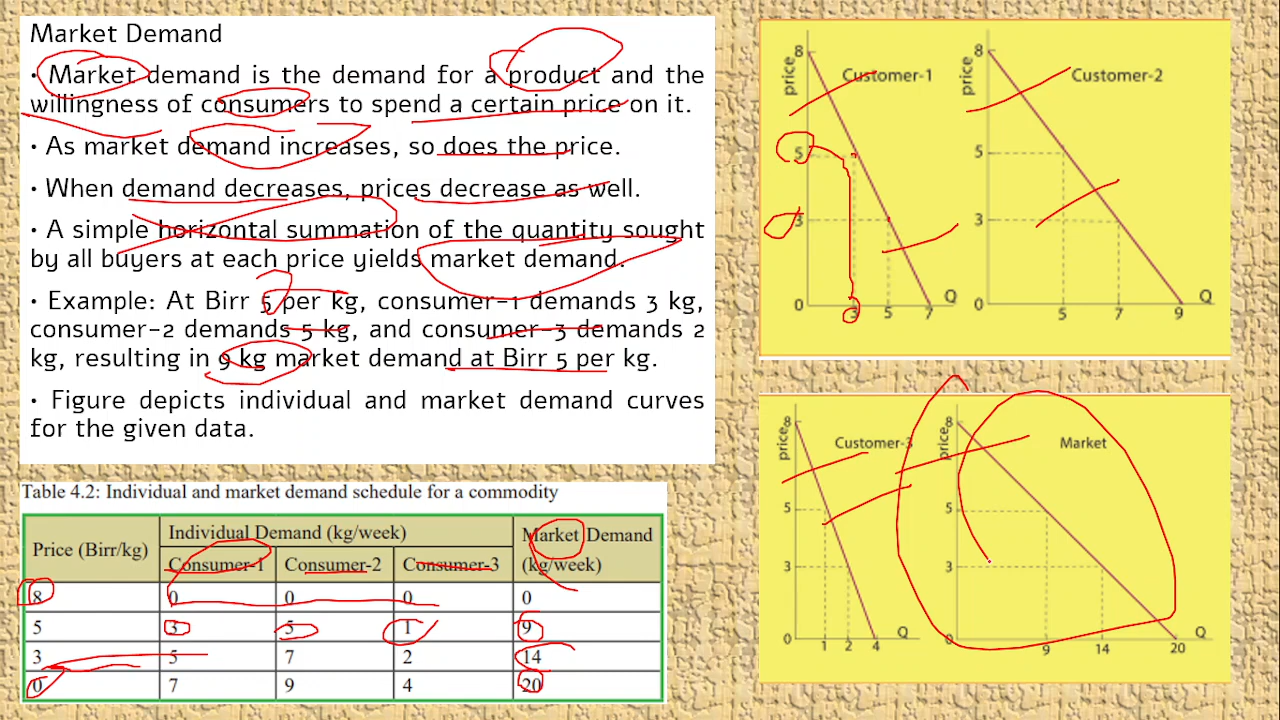 Market Demand
• Market demand is the demand for a product and the
willingness of consumers to spend a certain price on it.
• As market demand increases, so does the price.
• When demand decreases, prices decrease as well.
• A simple horizontal summation of the quantity sought
by all buyers at each price yields market demand.
• Example: At Birr 5 per kg, consumer-1 demands 3 kg,
consumer-2 demands 5 kg, and consumer-3 demands 2
kg, resulting in 9 kg market demand at Birr 5 per kg.
• Figure depicts individual and market demand curves
for the given data.
Table 4.2: Individual and market demand schedule for a commodity
Price (Birr/kg) Individual Demand (kg/week) Market Demand
Consumer-1 Consumer-2 Consumer-3 (kg/week)
8 0 0 0 0
5 3 5 1 9
3 5 7 2 14
0 7 9 4 20
price
8
Customer-1
5
3
0
3 5 7
Q
price
8
Customer-2
5
3
0
5 7 9
Q
price
8
Customer-3
5
3
0
1 2 4
Q
price
8
Market
5
3
0
9 14 20
Q